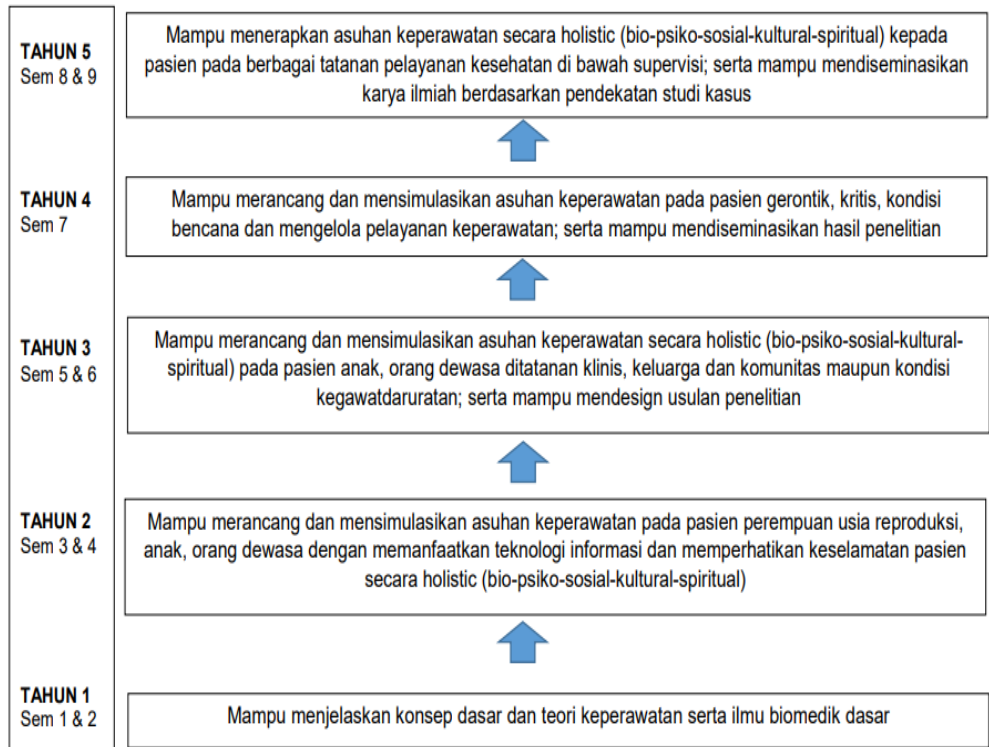 TAHUN 5
Sem 8 & 9
Mampu menerapkan asuhan keperawatan secara holistic (bio-psiko-sosial-kultural-spiritual) kepada
pasien pada berbagai tatanan pelayanan kesehatan di bawah supervisi; serta mampu mendiseminasikan
karya ilmiah berdasarkan pendekatan studi kasus
TAHUN 4
Sem 7
Mampu merancang dan mensimulasikan asuhan keperawatan pada pasien gerontik, kritis, kondisi
bencana dan mengelola pelayanan keperawatan; serta mampu mendiseminasikan hasil penelitian
TAHUN 3
Sem 5 & 6
Mampu merancang dan mensimulasikan asuhan keperawatan secara holistic (bio-psiko-sosial-kultural-
spiritual) pada pasien anak, orang dewasa ditatanan klinis, keluarga dan komunitas maupun kondisi
kegawatdaruratan; serta mampu mendesign usulan penelitian
TAHUN 2
Sem 3 & 4
Mampu merancang dan mensimulasikan asuhan keperawatan pada pasien perempuan usia reproduksi,
anak, orang dewasa dengan memanfaatkan teknologi informasi dan memperhatikan keselamatan pasien
secara holistic (bio-psiko-sosial-kultural-spiritual)
TAHUN 1
Sem 1 & 2
Mampu menjelaskan konsep dasar dan teori keperawatan serta ilmu biomedik dasar